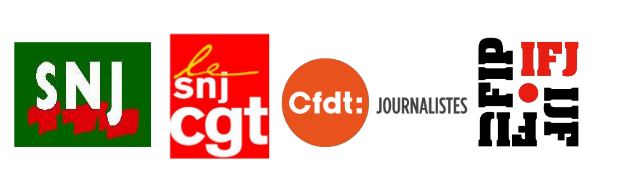 SNJ
le
snj
cgt
Cfdt:
JOURNALISTES
FIP
IFJ
IJF
FIJ